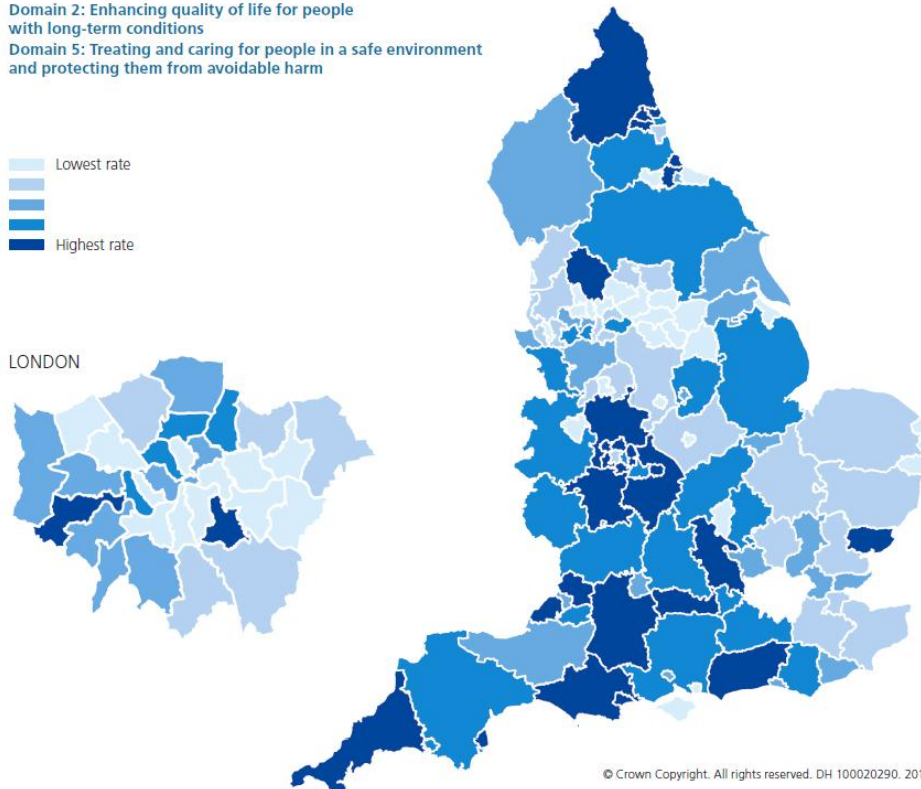 Domain 2: Enhancing quality of life for people
with long-term conditions
Domain 5: Treating and caring for people in a safe environment
and protecting them from avoidable harm
Lowest rate
Highest rate
LONDON
© Crown Copyright. All rights reserved. DH 100020290.